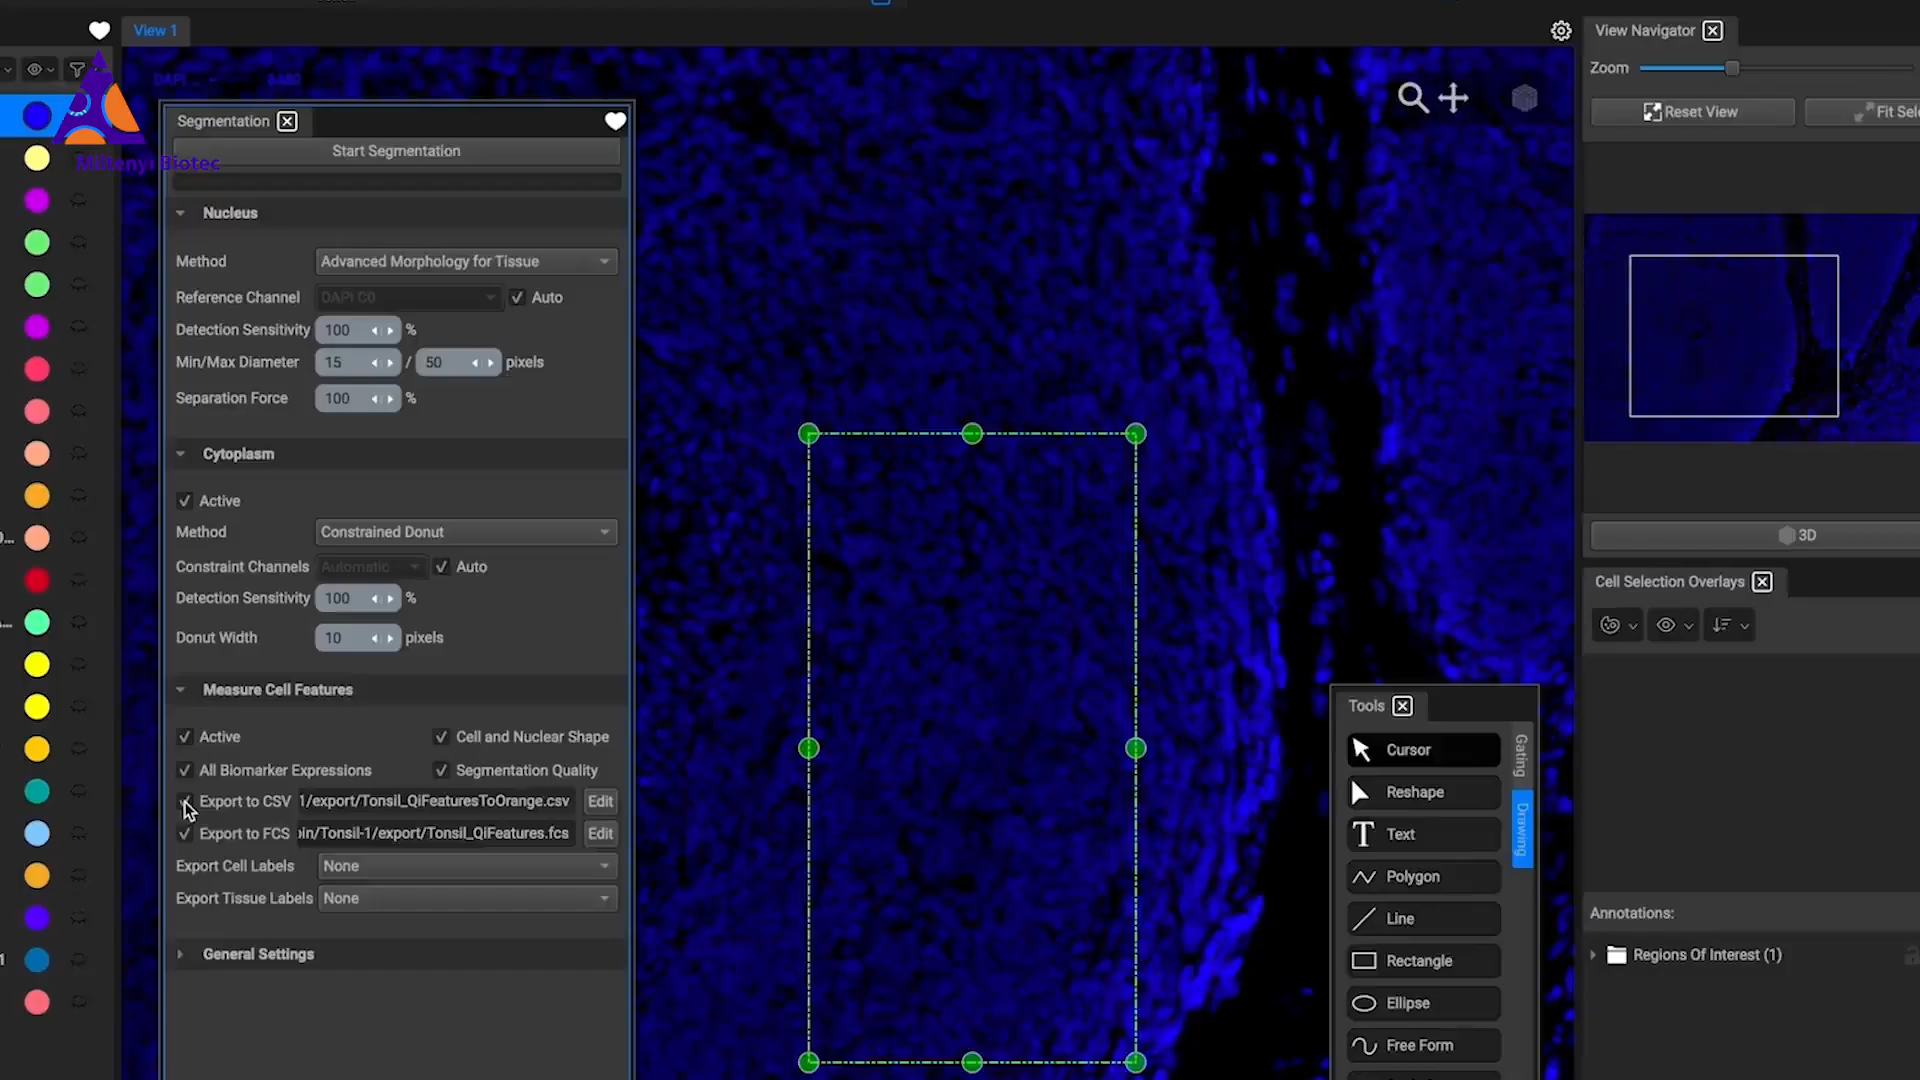 View 1
View Navigator
Zoom
Reset View
Fit Sele
Miltenyi Biotec
Segmentation
Start Segmentation
Nucleus
Method Advanced Morphology for Tissue
Reference Channel DAPI C0 Auto
Detection Sensitivity 100 %
Min/Max Diameter 15 / 50 pixels
Separation Force 100 %
Cytoplasm
Active
Method Constrained Donut
Constraint Channels Automatic Auto
Detection Sensitivity 100 %
Donut Width 10 pixels
Measure Cell Features
Active Cell and Nuclear Shape
All Biomarker Expressions Segmentation Quality
Export to CSV 1/export/Tonsil_QiFeaturesToOrange.csv Edit
Export to FCS pin/Tonsil-1/export/Tonsil_QiFeatures.fcs Edit
Export Cell Labels None
Export Tissue Labels None
General Settings
Tools
Cursor
Reshape
Text
Polygon
Line
Rectangle
Ellipse
Free Form
Gating
Drawing
3D
Cell Selection Overlays
Annotations:
Regions Of Interest (1)